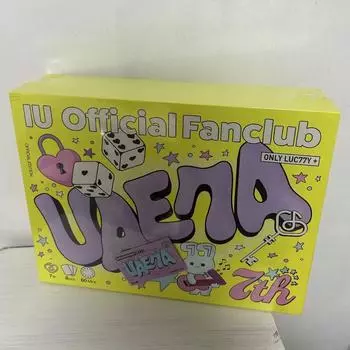 IU Official Fanclub
ONLY LUC77Y +
UAENA
UAENA
7th